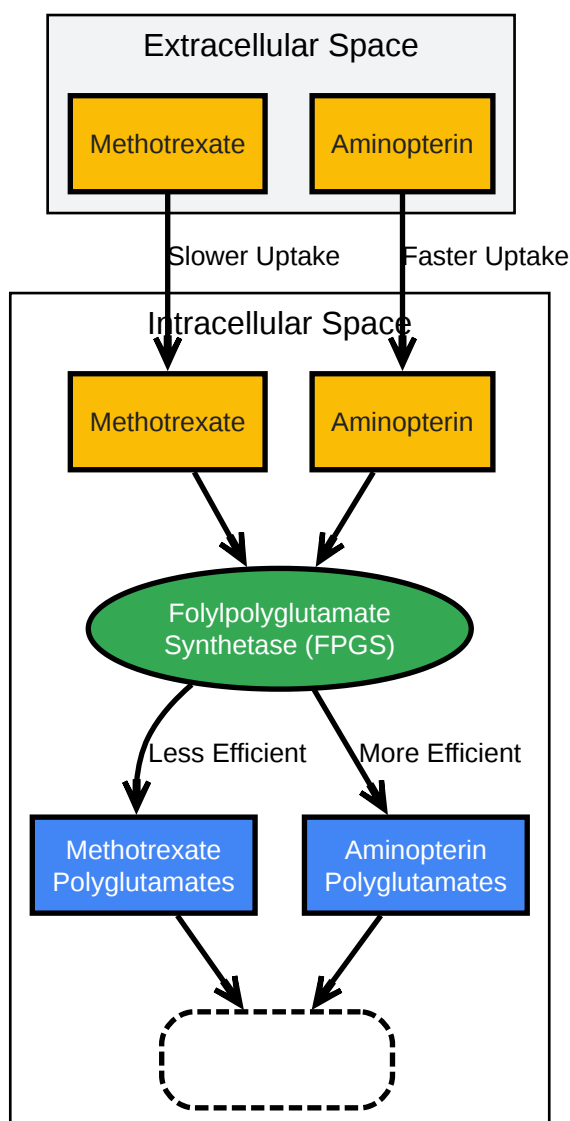 Extracellular Space
Methotrexate
Aminopterin
Slower Uptake
Faster Uptake
Intracellular Space
Methotrexate
Aminopterin
Folylpolyglutamate
Synthetase (FPGS)
Less Efficient
More Efficient
Methotrexate
Polyglutamates
Aminopterin
Polyglutamates